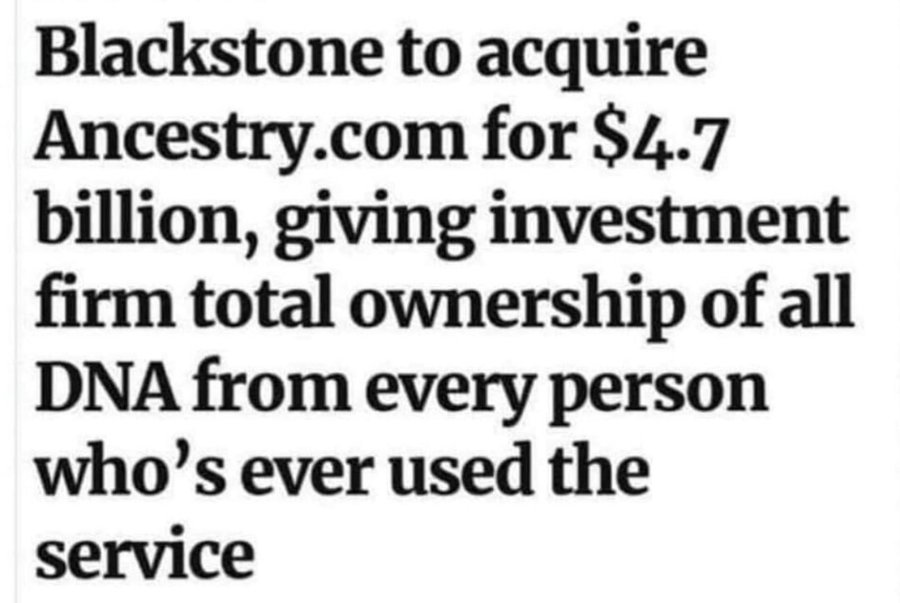 Blackstone to acquire
Ancestry.com for $4.7
billion, giving investment
firm total ownership of all
DNA from every person
who’s ever used the
service